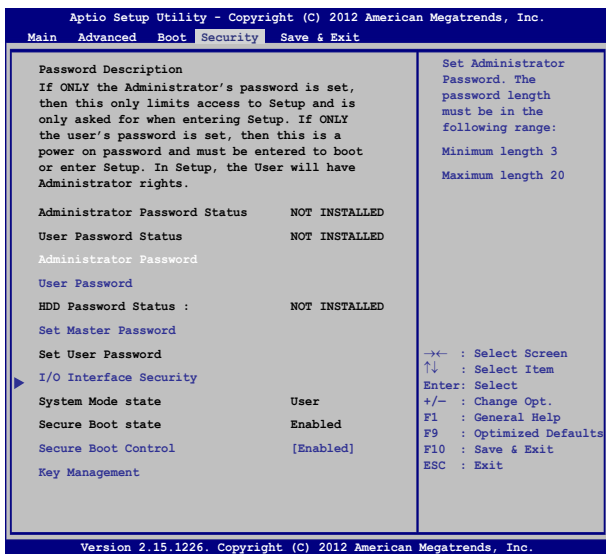 Aptio Setup Utility - Copyright (C) 2012 American Megatrends, Inc.
Main Advanced Boot Security Save & Exit
Password Description
If ONLY the Administrator's password is set,
then this only limits access to Setup and is
only asked for when entering Setup. If ONLY
the user's password is set, then this is a
power on password and must be entered to boot
or enter Setup. In Setup, the User will have
Administrator rights.
Administrator Password Status NOT INSTALLED
User Password Status NOT INSTALLED
Administrator Password
User Password
HDD Password Status : NOT INSTALLED
Set Master Password
Set User Password
I/O Interface Security
System Mode state User
Secure Boot state Enabled
Secure Boot Control [Enabled]
Key Management
Set Administrator
Password. The
password length
must be in the
following range:
Minimum length 3
Maximum length 20
→← : Select Screen
↑↓ : Select Item
Enter: Select
+/— : Change Opt.
F1 : General Help
F9 : Optimized Defaults
F10 : Save & Exit
ESC : Exit
Version 2.15.1226. Copyright (C) 2012 American Megatrends, Inc.